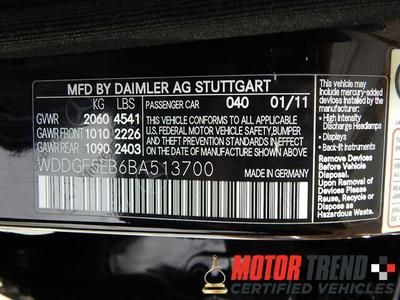 MFD BY DAIMLER AG STUTTGART
KG LBS PASSENGER CAR 040 01/11
GVWR 2060 4541
GAWR FRONT 1010 2226
GAWR REAR 1090 2403
THIS VEHICLE CONFORMS TO ALL APPLICABLE
U.S. FEDERAL MOTOR VEHICLE SAFETY, BUMPER
AND THEFT PREVENTION STANDARDS IN EFFECT
ON THE DATE OF MANUFACTURE SHOWN ABOVE.
WDDGF5EB6BA513700
MADE IN GERMANY
This vehicle may
include mercury-added
devices installed by
the manufacturer:
• High Intensity
Discharge Headlamp
• Displays
• Back-lit Instruments
Remove Devices
Before Vehicle
Disposal.
Upon Removal of
Devices Please
Reuse, Recycle or
Dispose as
Hazardous Waste.
MOTOR TREND
CERTIFIED VEHICLES